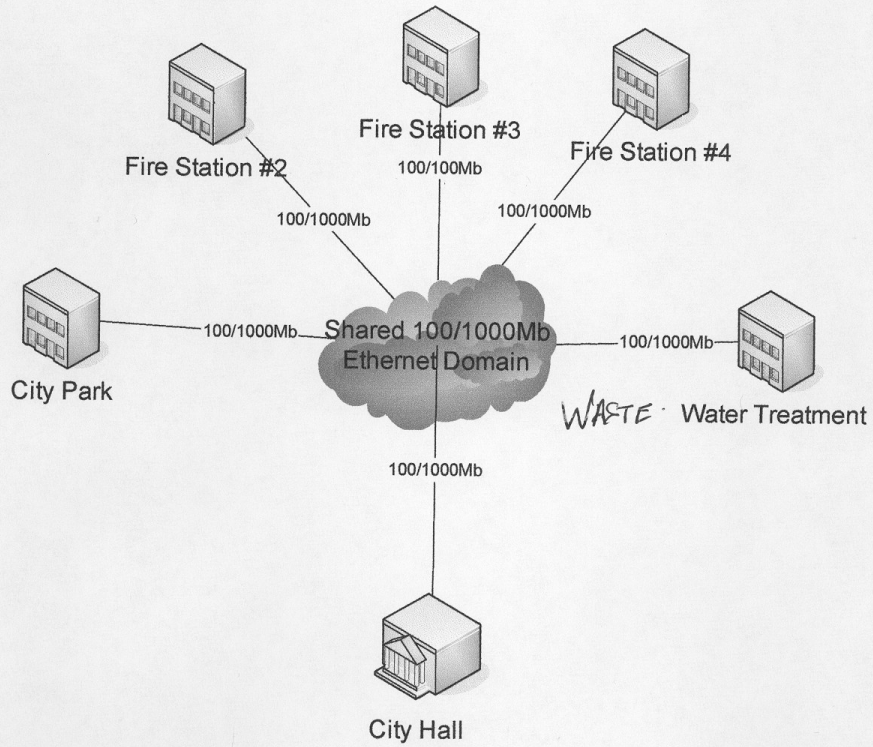 Fire Station #3
Fire Station #2
Fire Station #4
100/100Mb
100/1000Mb
100/1000Mb
100/1000Mb
Shared 100/1000Mb
Ethernet Domain
100/1000Mb
City Park
WASTE. Water Treatment
100/1000Mb
City Hall